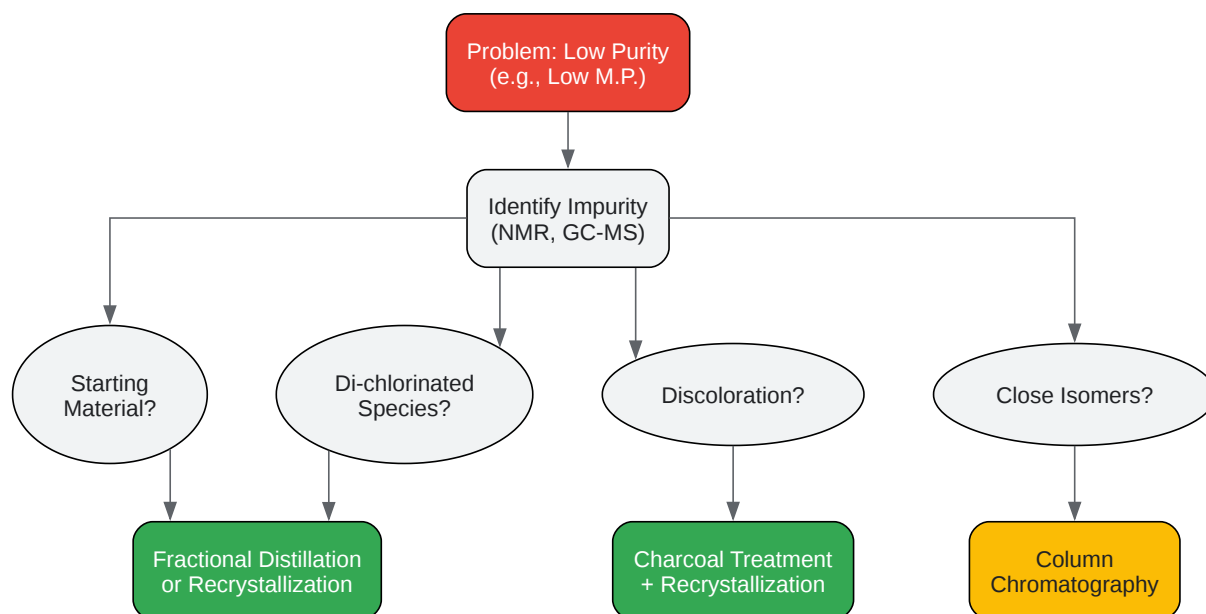 Problem: Low Purity
(e.g., Low M.P.)
Identify Impurity
(NMR, GC-MS)
Starting
Material?
Di-chlorinated
Species?
Discoloration?
Close Isomers?
Fractional Distillation
or Recrystallization
Charcoal Treatment
+ Recrystallization
Column
Chromatography